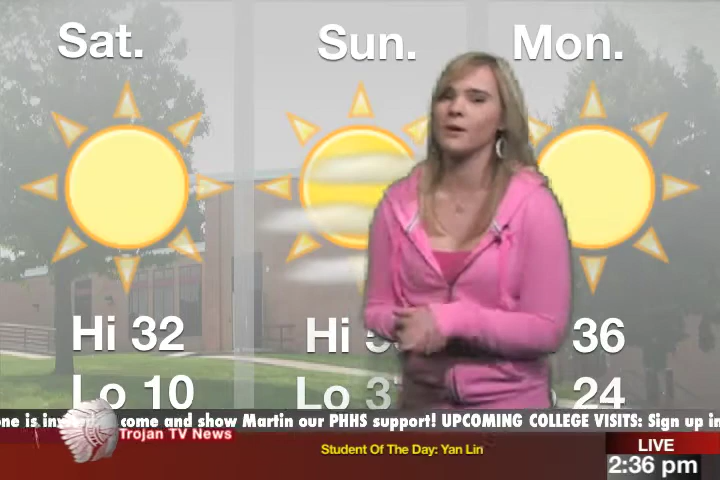 Sat. Sun. Mon.
Hi 32 Hi 36
Lo 10 Lo 24
come and show Martin our PHHS support! UPCOMING COLLEGE VISITS: Sign up in
Trojan TV News
Student Of The Day: Yan Lin
LIVE
2:36 pm